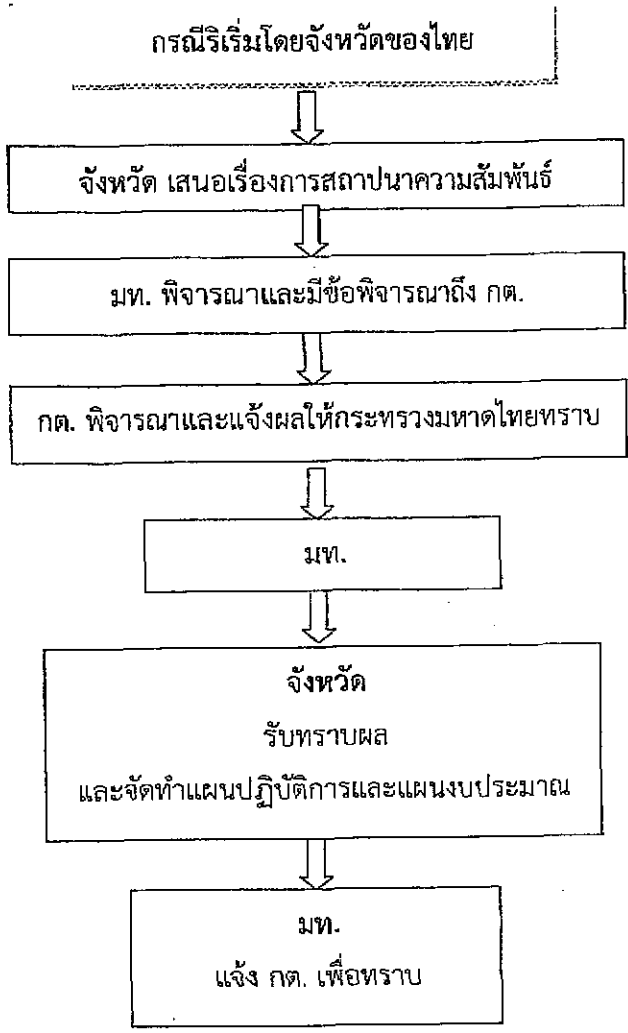 กรณีริเริ่มโดยจังหวัดของไทย
จังหวัด เสนอเรื่องการสถาปนาความสัมพันธ์
มท. พิจารณาและมีข้อพิจารณาถึง กต.
กต. พิจารณาและแจ้งผลให้กระทรวงมหาดไทยทราบ
มท.
จังหวัด
รับทราบผล
และจัดทำแผนปฏิบัติการและแผนงบประมาณ
มท.
แจ้ง กต. เพื่อทราบ